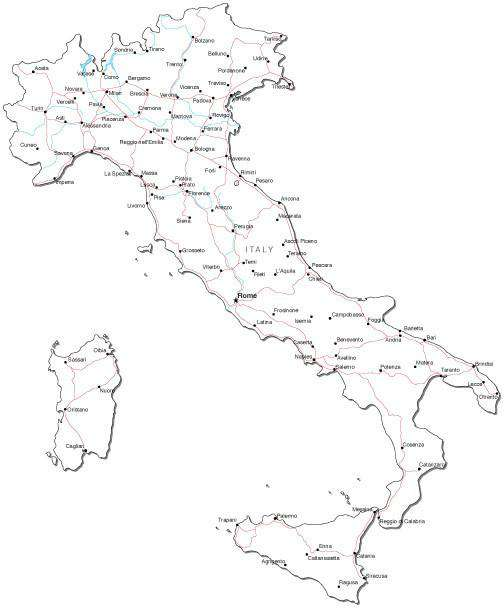 Bolzano
Tarvisio
Sondrio
Tirano
Belluno
Udine
Aosta
Varese
Como
Trento
Pordenone
Bergamo
Treviso
Trieste
Novara
Milan
Brescia
Vicenza
Verona
Padova
Venice
Vercelli
Pavia
Turin
Cremona
Mantova
Rovigo
Asti
Alessandria
Piacenza
Parma
Ferrara
Cuneo
Reggio nell'Emilia
Modena
Savona
Genoa
Bologna
Ravenna
Forli
La Spezia
Massa
Rimini
Imperia
Pistoia
Prato
Pesaro
Lucca
Florence
Pisa
Livorno
Ancona
Arezzo
Macerata
Siena
Perugia
ITALY
Ascoli Piceno
Grosseto
Teramo
Terni
Viterbo
Rieti
L'Aquila
Pescara
Chieti
Rome
Frosinone
Latina
Isernia
Campobasso
Foggia
Barletta
Caserta
Benevento
Andria
Bari
Olbia
Naples
Avellino
Sassari
Salerno
Potenza
Matera
Taranto
Brindisi
Lecce
Nuoro
Otranto
Oristano
Cagliari
Cosenza
Catanzaro
Messina
Trapani
Palermo
Reggio di Calabria
Enna
Caltanissetta
Catania
Agrigento
Siracusa
Ragusa